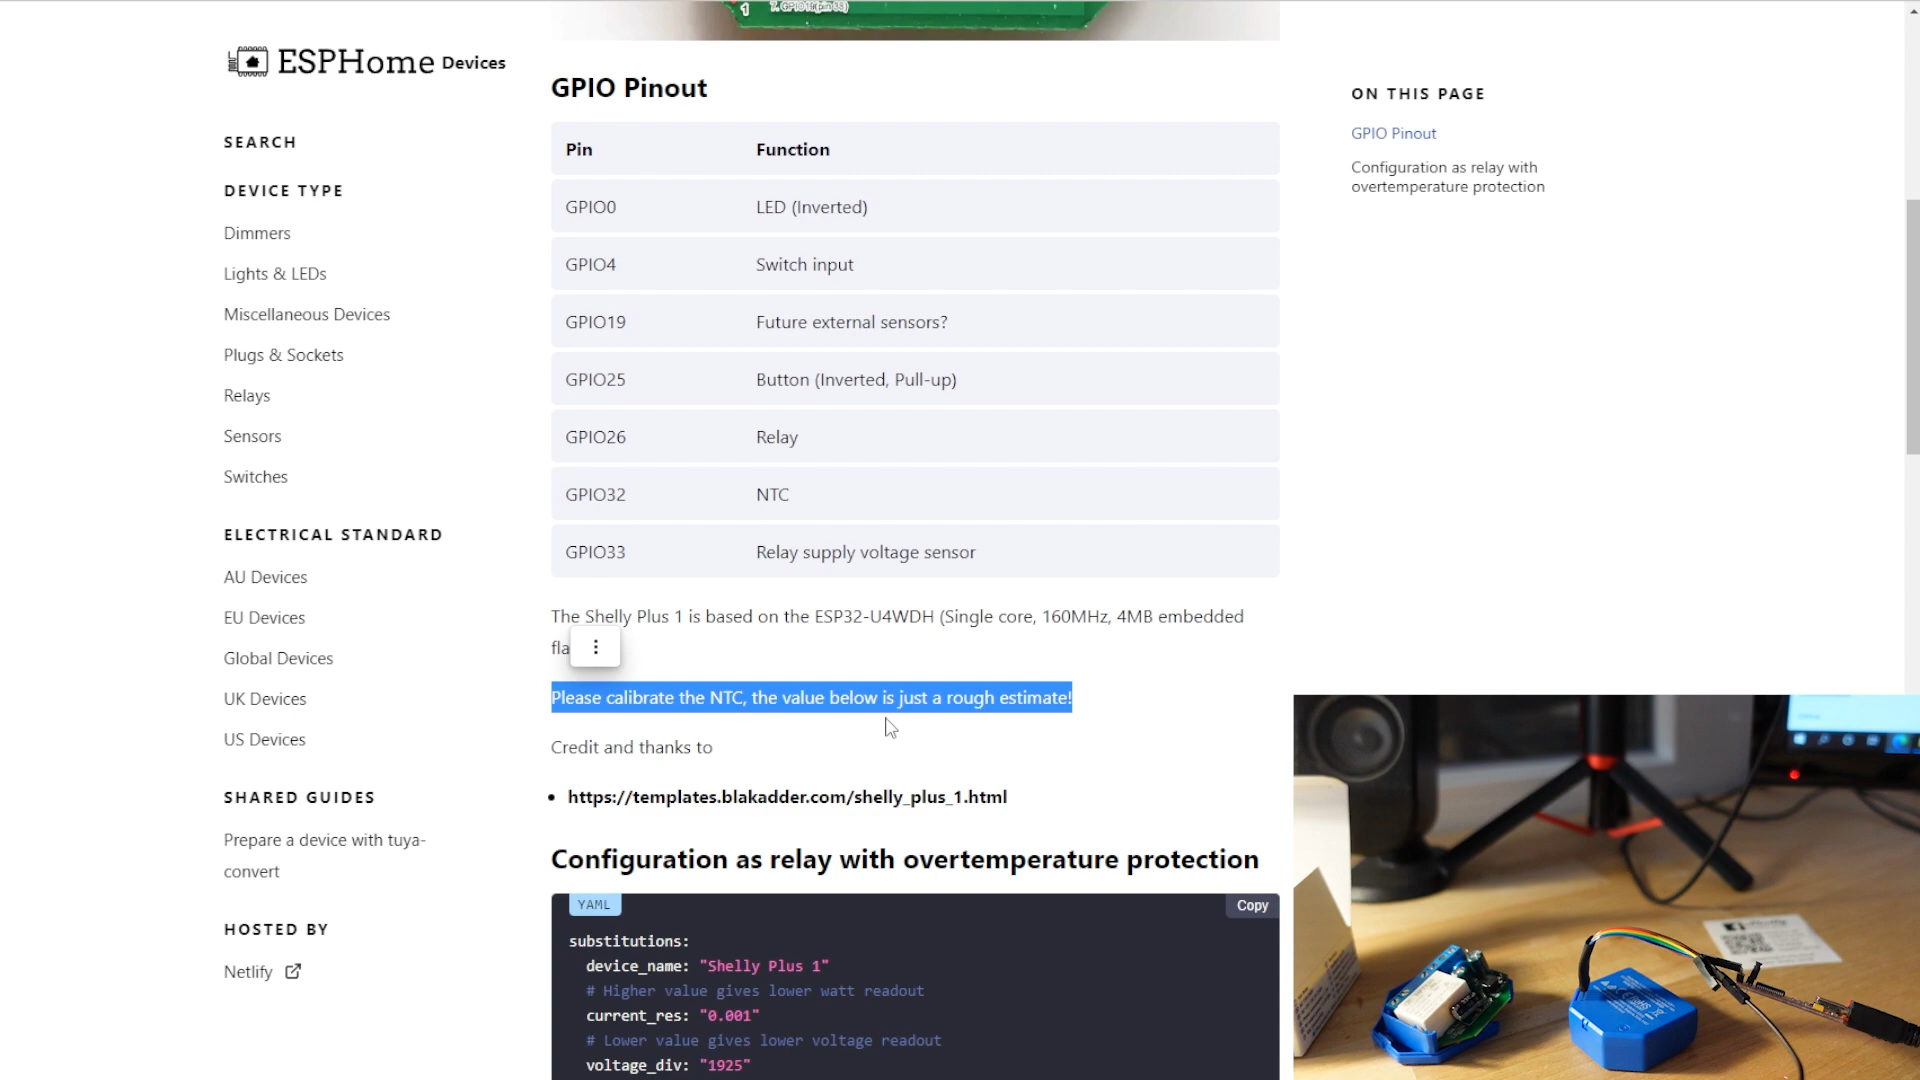 1
7. GPIO19(pin 38)
ESPHome Devices
SEARCH
DEVICE TYPE
Dimmers
Lights & LEDs
Miscellaneous Devices
Plugs & Sockets
Relays
Sensors
Switches
ELECTRICAL STANDARD
AU Devices
EU Devices
Global Devices
UK Devices
US Devices
SHARED GUIDES
Prepare a device with tuya-
convert
HOSTED BY
Netlify
GPIO Pinout
Pin Function
GPIO0 LED (Inverted)
GPIO4 Switch input
GPIO19 Future external sensors?
GPIO25 Button (Inverted, Pull-up)
GPIO26 Relay
GPIO32 NTC
GPIO33 Relay supply voltage sensor
The Shelly Plus 1 is based on the ESP32-U4WDH (Single core, 160MHz, 4MB embedded
fla
Please calibrate the NTC, the value below is just a rough estimate!
Credit and thanks to
• https://templates.blakadder.com/shelly_plus_1.html
Configuration as relay with overtemperature protection
YAML Copy
substitutions:
device_name: "Shelly Plus 1"
# Higher value gives lower watt readout
current_res: "0.001"
# Lower value gives lower voltage readout
voltage_div: "1925"
ON THIS PAGE
GPIO Pinout
Configuration as relay with
overtemperature protection